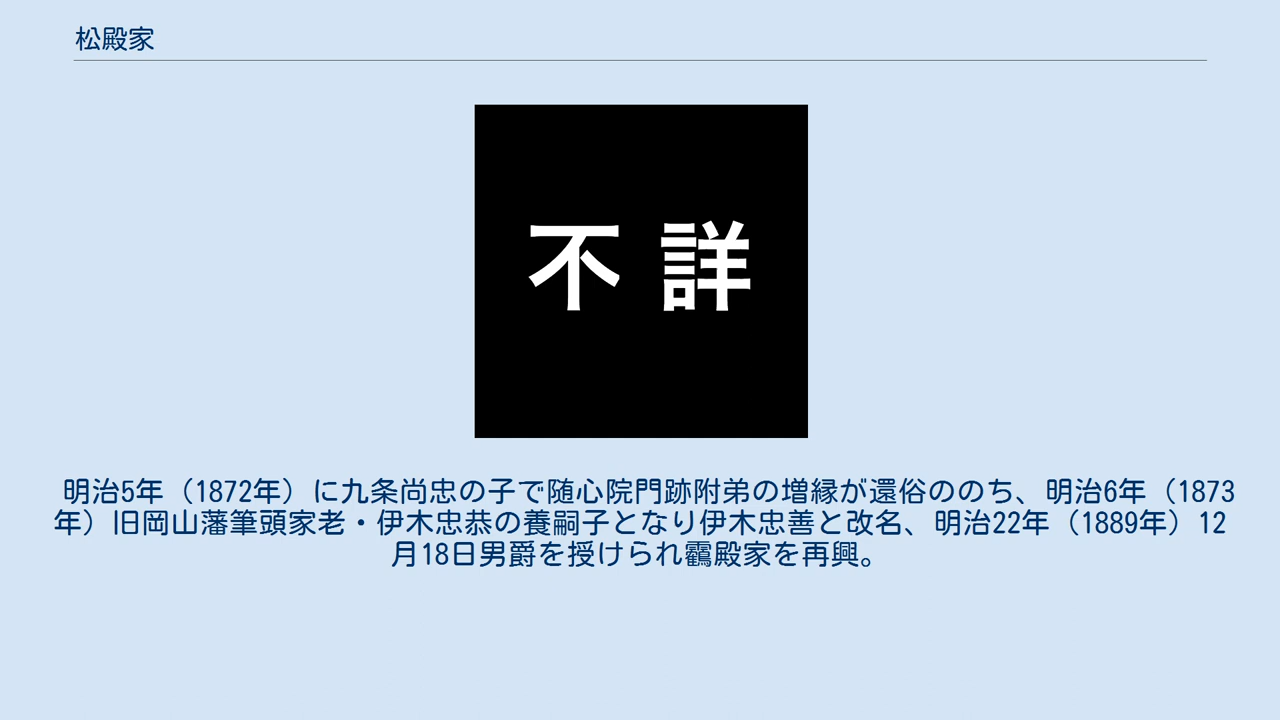 松殿家
不詳
明治5年（1872年）に九条尚忠の子で随心院門跡附弟の増縁が還俗ののち、明治6年（1873
年）旧岡山藩筆頭家老・伊木忠恭の養嗣子となり伊木忠善と改名、明治22年（1889年）12
月18日男爵を授けられ靍殿家を再興。